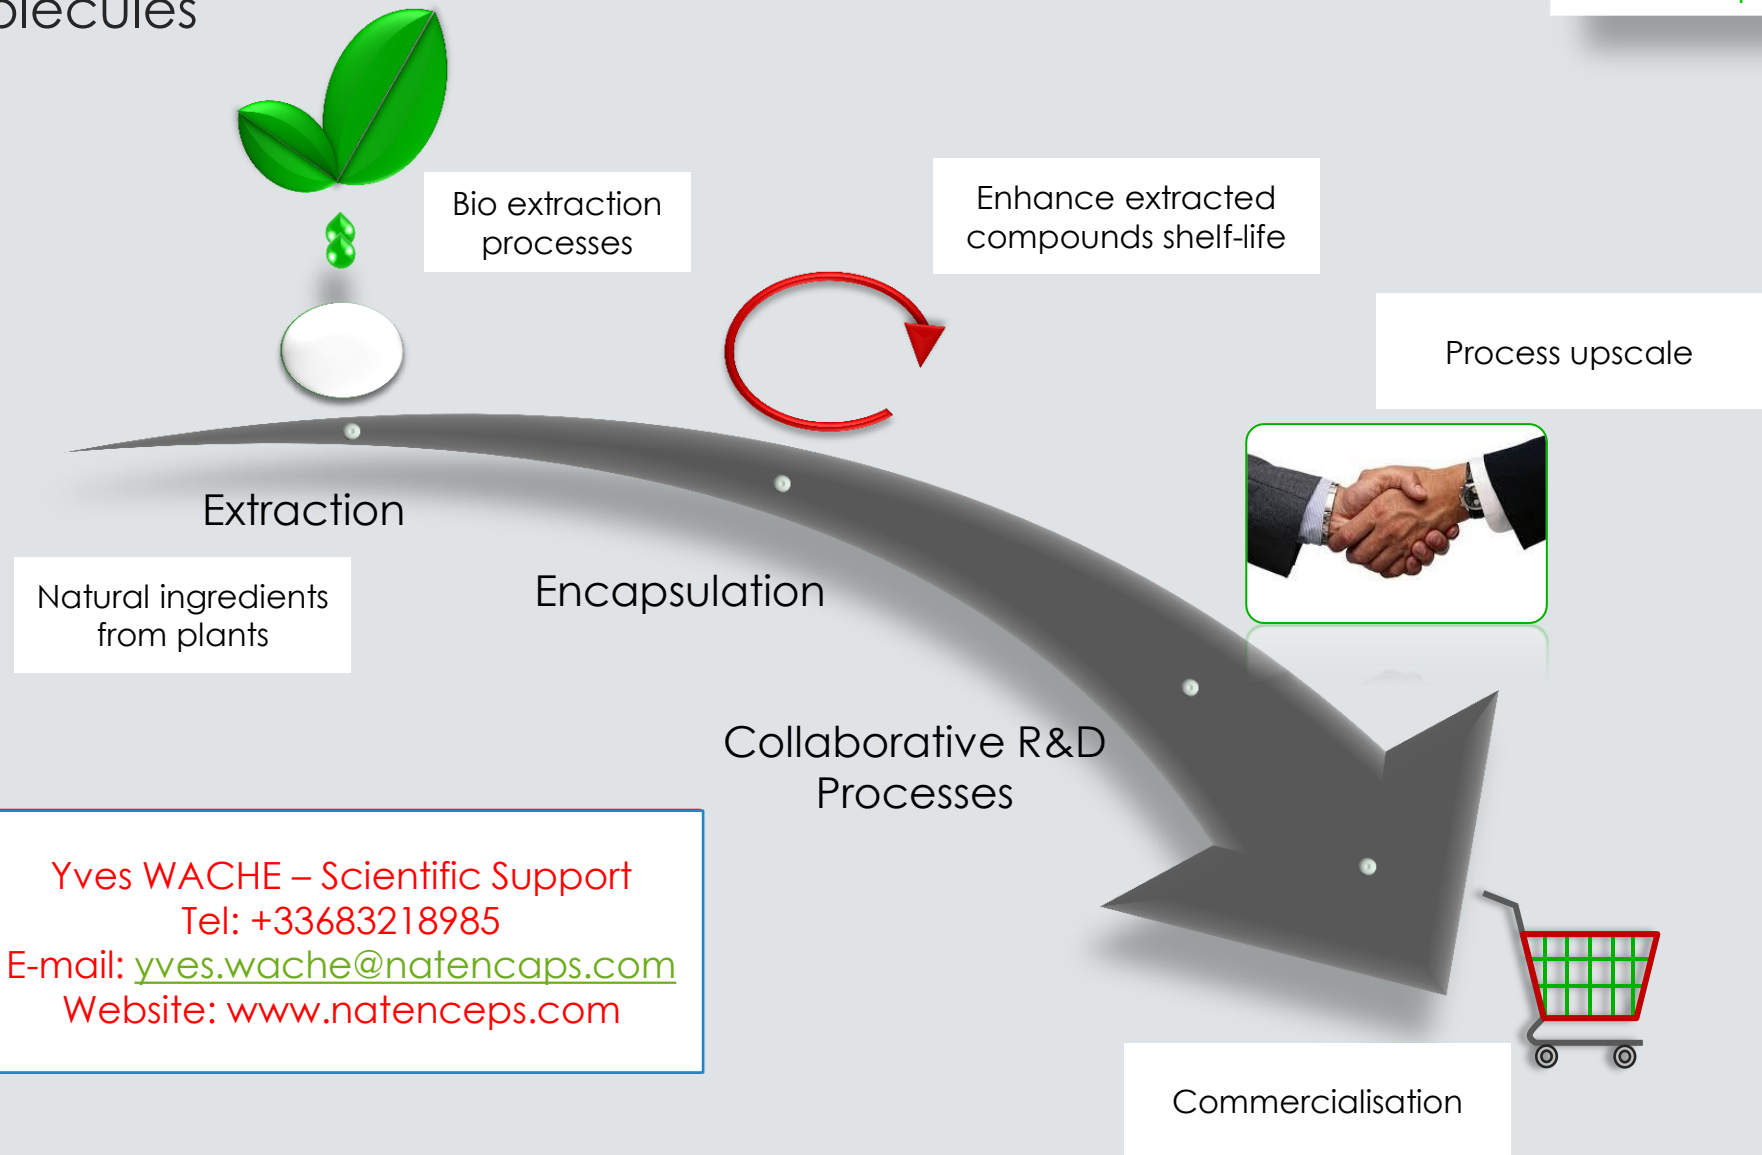 Bio extraction
processes
Enhance extracted
compounds shelf-life
Process upscale
Extraction
Natural ingredients
from plants
Encapsulation
Collaborative R&D
Processes
Yves WACHE – Scientific Support
Tel: +33683218985
E-mail: yves.wache@natencaps.com
Website: www.natenceps.com
Commercialisation